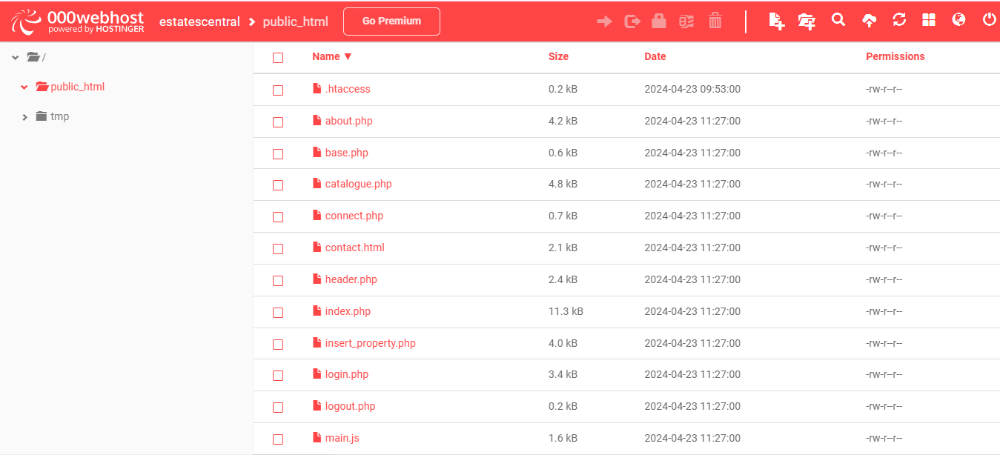 000webhost
powered by HOSTINGER
estatescentral > public_html Go Premium
/
public_html
tmp
Name ▼ Size Date Permissions
.htaccess 0.2 kB 2024-04-23 09:53:00 -rw-r--r--
about.php 4.2 kB 2024-04-23 11:27:00 -rw-r--r--
base.php 0.6 kB 2024-04-23 11:27:00 -rw-r--r--
catalogue.php 4.8 kB 2024-04-23 11:27:00 -rw-r--r--
connect.php 0.7 kB 2024-04-23 11:27:00 -rw-r--r--
contact.html 2.1 kB 2024-04-23 11:27:00 -rw-r--r--
header.php 2.4 kB 2024-04-23 11:27:00 -rw-r--r--
index.php 11.3 kB 2024-04-23 11:27:00 -rw-r--r--
insert_property.php 4.0 kB 2024-04-23 11:27:00 -rw-r--r--
login.php 3.4 kB 2024-04-23 11:27:00 -rw-r--r--
logout.php 0.2 kB 2024-04-23 11:27:00 -rw-r--r--
main.js 1.6 kB 2024-04-23 11:27:00 -rw-r--r--